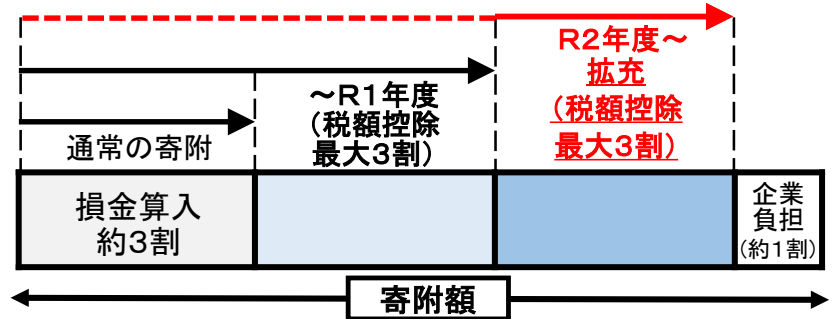 R2年度~
拡充
(税額控除
最大3割)
~R1年度
(税額控除
最大3割)
通常の寄附
損金算入
約3割
企業
負担
(約1割)
寄附額